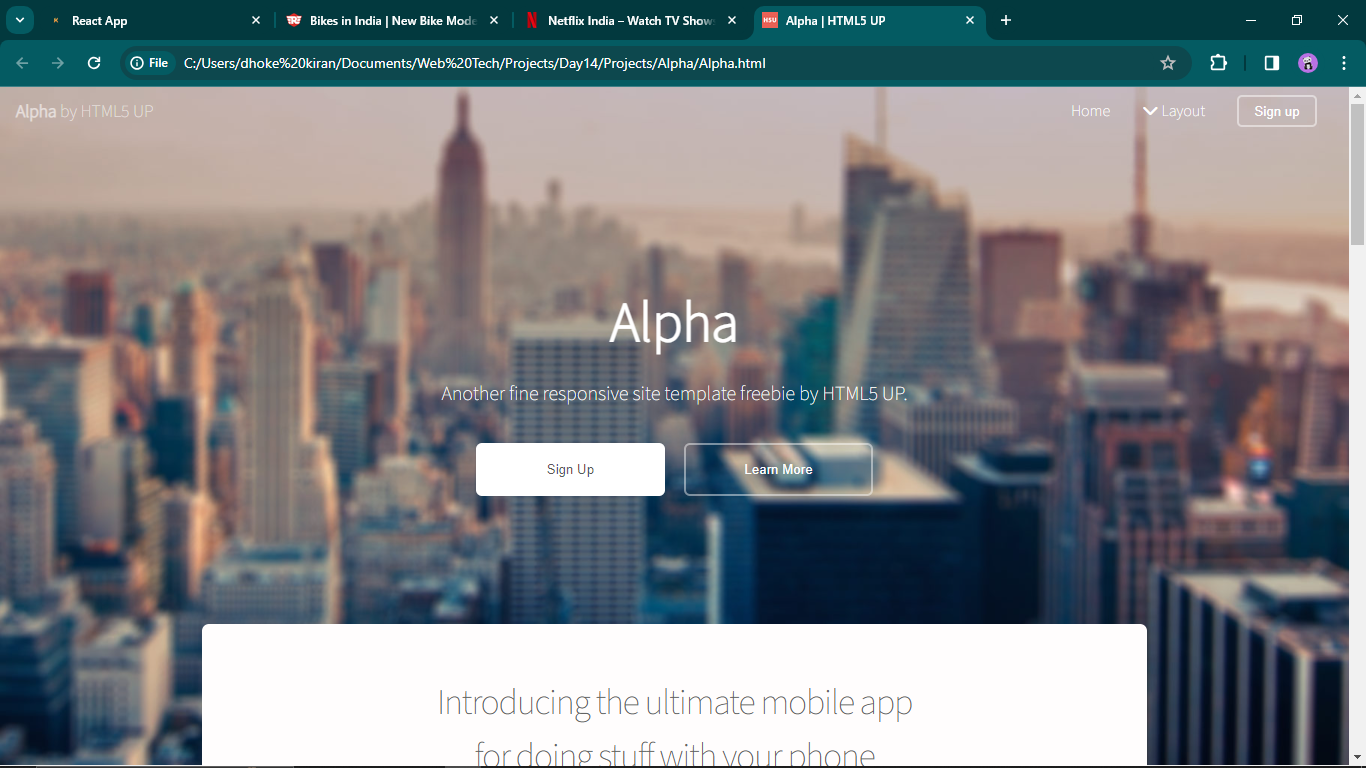 React App
Bikes in India | New Bike Mode
Netflix India – Watch TV Show
HSU
Alpha | HTML5 UP
File
C:/Users/dhoke%20kiran/Documents/Web%20Tech/Projects/Day14/Projects/Alpha/Alpha.html
Alpha by HTML5 UP
Home
Layout
Sign up
Alpha
Another fine responsive site template freebie by HTML5 UP.
Sign Up
Learn More
Introducing the ultimate mobile app
for doing stuff with your phone